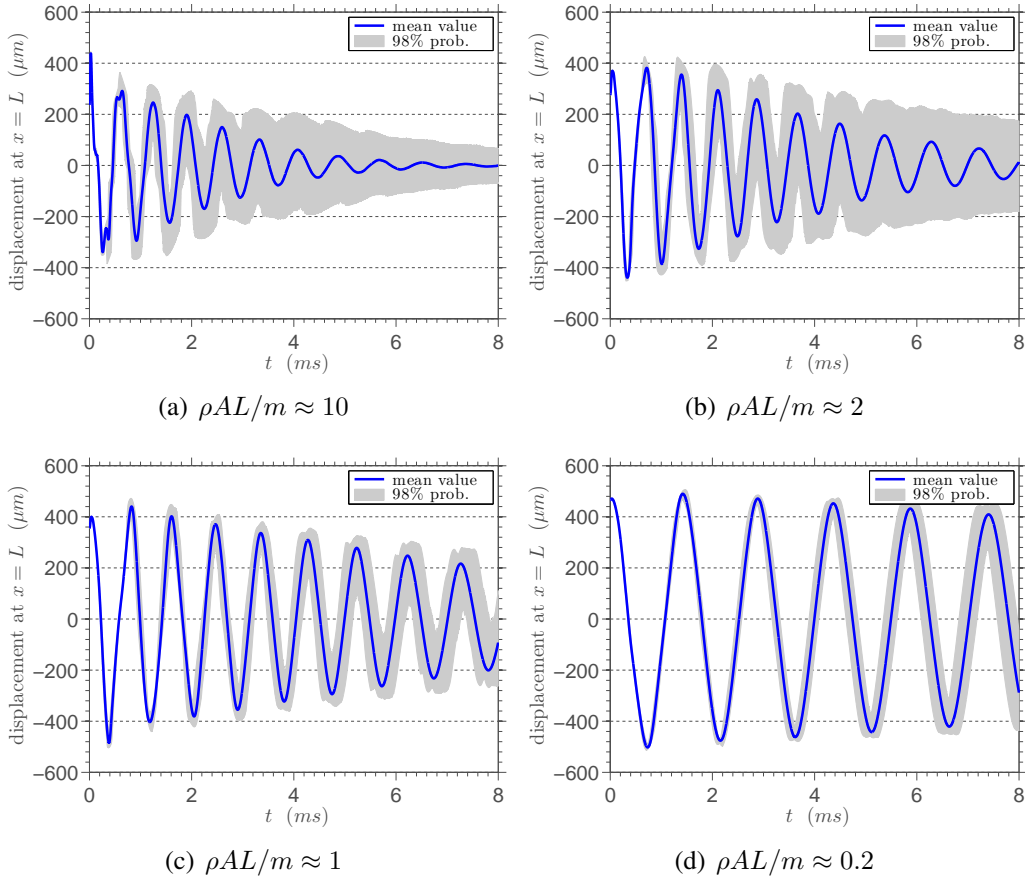 600
400
200
0
−200
−400
−600
displacement at x = L (μm)
mean value
98% prob.
0 2 4 6 8
t (ms)
(a) ρAL/m ≈ 10
600
400
200
0
−200
−400
−600
displacement at x = L (μm)
mean value
98% prob.
0 2 4 6 8
t (ms)
(b) ρAL/m ≈ 2
600
400
200
0
−200
−400
−600
displacement at x = L (μm)
mean value
98% prob.
0 2 4 6 8
t (ms)
(c) ρAL/m ≈ 1
600
400
200
0
−200
−400
−600
displacement at x = L (μm)
mean value
98% prob.
0 2 4 6 8
t (ms)
(d) ρAL/m ≈ 0.2